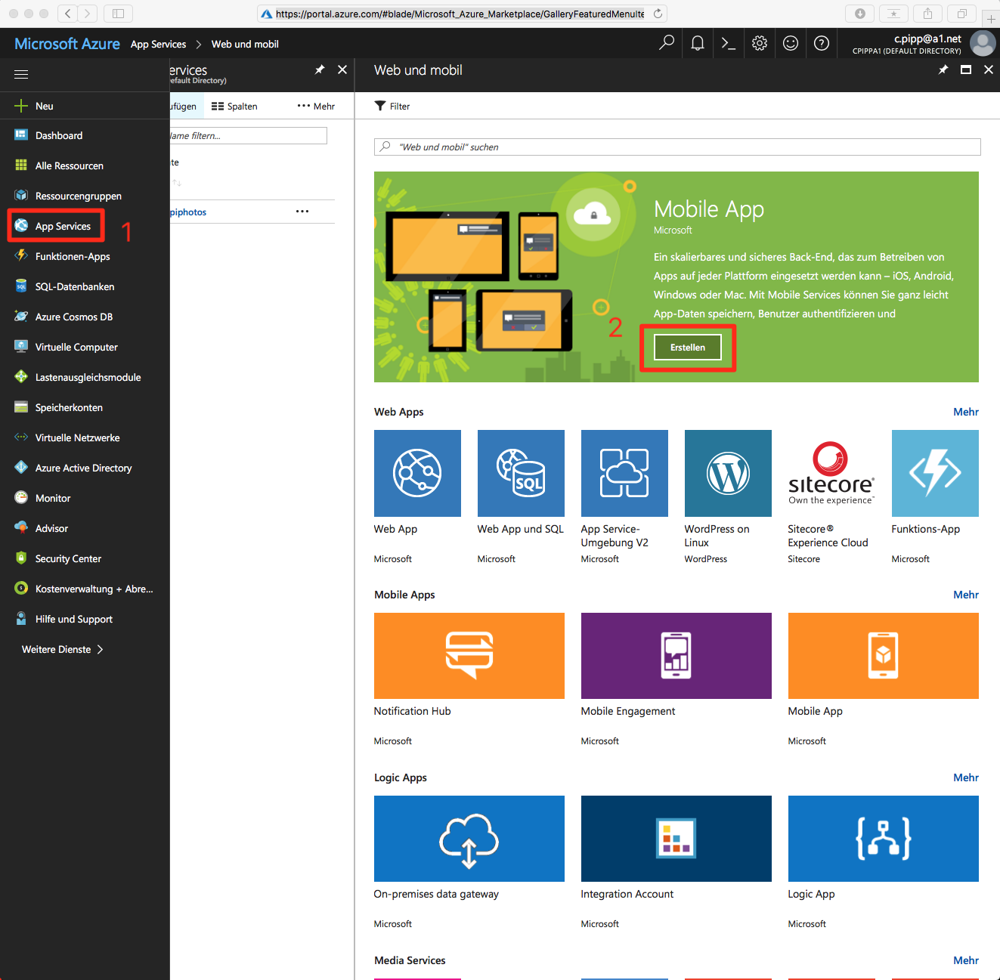 https://portal.azure.com/#blade/Microsoft_Azure_Marketplace/GalleryFeaturedMenuIte
Microsoft Azure App Services > Web und mobil
c.pipp@a1.net
CPIPPA1 (DEFAULT DIRECTORY)
Neu
Dashboard
Alle Ressourcen
Ressourcengruppen
App Services
1
Funktionen-Apps
SQL-Datenbanken
Azure Cosmos DB
Virtuelle Computer
Lastenausgleichsmodule
Speicherkonten
Virtuelle Netzwerke
Azure Active Directory
Monitor
Advisor
Security Center
Kostenverwaltung + Abre...
Hilfe und Support
Weitere Dienste >
ervices
efault Directory)
ufügen
Spalten
Mehr
lame filtern...
te
piphotos
Web und mobil
Filter
"Web und mobil" suchen
Mobile App
Microsoft
Ein skalierbares und sicheres Back-End, das zum Betreiben von
Apps auf jeder Plattform eingesetzt werden kann – iOS, Android,
Windows oder Mac. Mit Mobile Services können Sie ganz leicht
App-Daten speichern, Benutzer authentifizieren und
2
Erstellen
Web Apps Mehr
SQL
sitecore®
Own the experience™
Web App
Microsoft
Web App und SQL
Microsoft
App Service-
Umgebung V2
Microsoft
WordPress on
Linux
WordPress
Sitecore®
Experience Cloud
Sitecore
Funktions-App
Microsoft
Mobile Apps Mehr
Notification Hub
Microsoft
Mobile Engagement
Microsoft
Mobile App
Microsoft
Logic Apps Mehr
On-premises data gateway
Microsoft
Integration Account
Microsoft
Logic App
Microsoft
Media Services Mehr